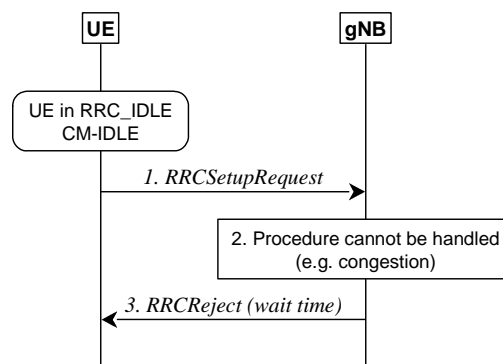 UE
gNB
UE in RRC_IDLE
CM-IDLE
1. RRCSetupRequest
2. Procedure cannot be handled
(e.g. congestion)
3. RRCReject (wait time)